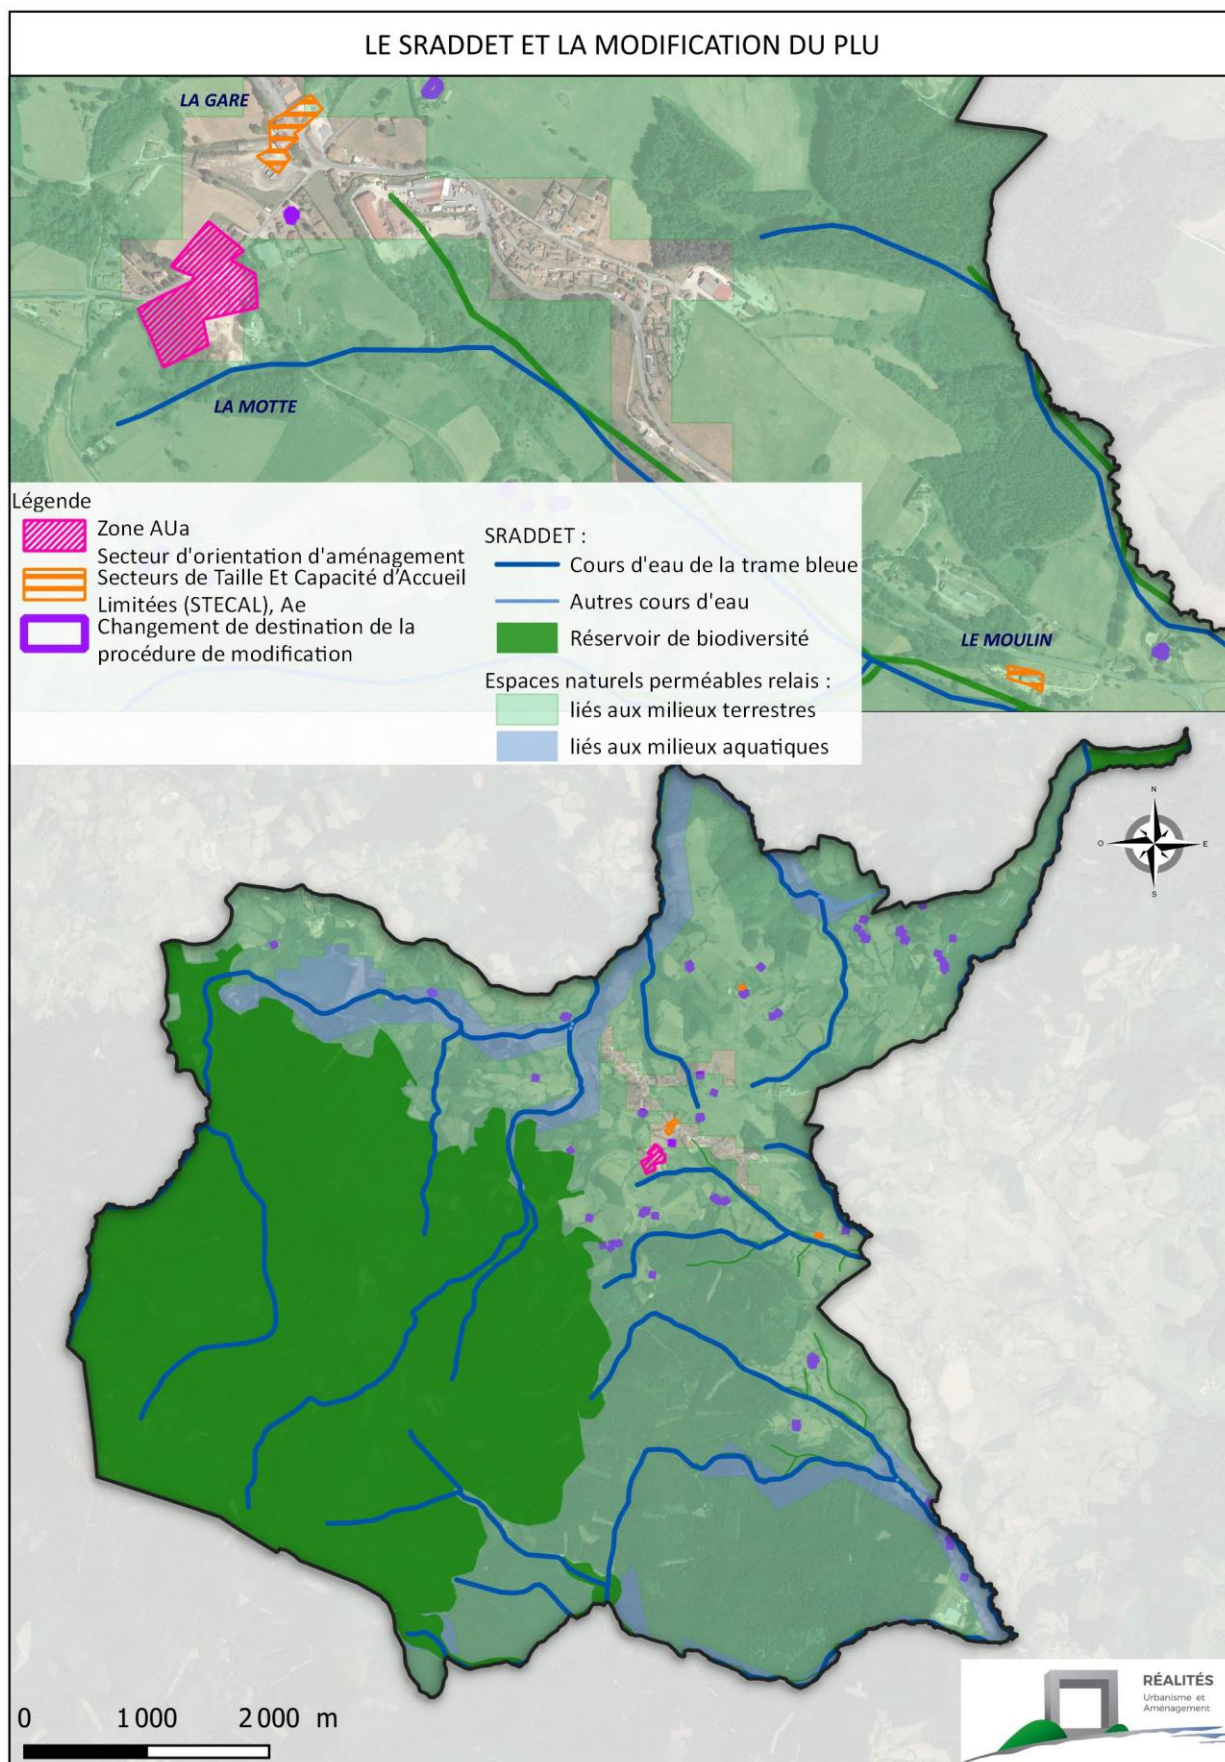 LE SRADDET ET LA MODIFICATION DU PLU
LA GARE
LA MOTTE
LE MOULIN
Légende
Zone AUa
Secteur d'orientation d'aménagement
Secteurs de Taille Et Capacité d'Accueil
Limitées (STECAL), Ae
Changement de destination de la
procédure de modification
SRADDET :
Cours d'eau de la trame bleue
Autres cours d'eau
Réservoir de biodiversité
Espaces naturels perméables relais :
liés aux milieux terrestres
liés aux milieux aquatiques
N
O
E
S
0 1 000 2 000 m
RÉALITÉS
Urbanisme et
Aménagement